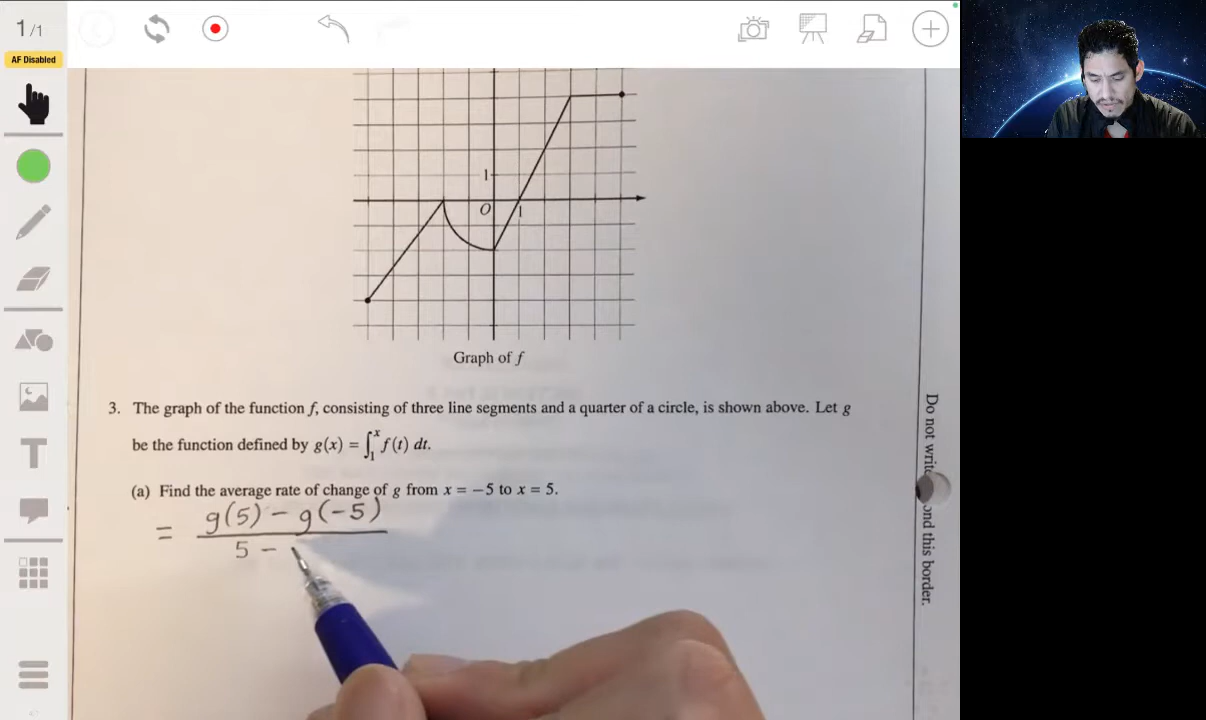 1/1
AF Disabled
T
1
O
1
Graph of f
3. The graph of the function f, consisting of three line segments and a quarter of a circle, is shown above. Let g
be the function defined by g(x) = ∫₁ˣ f(t) dt.
(a) Find the average rate of change of g from x = −5 to x = 5.
= g(5) − g(−5)
5 −
Do not write
ond this border.